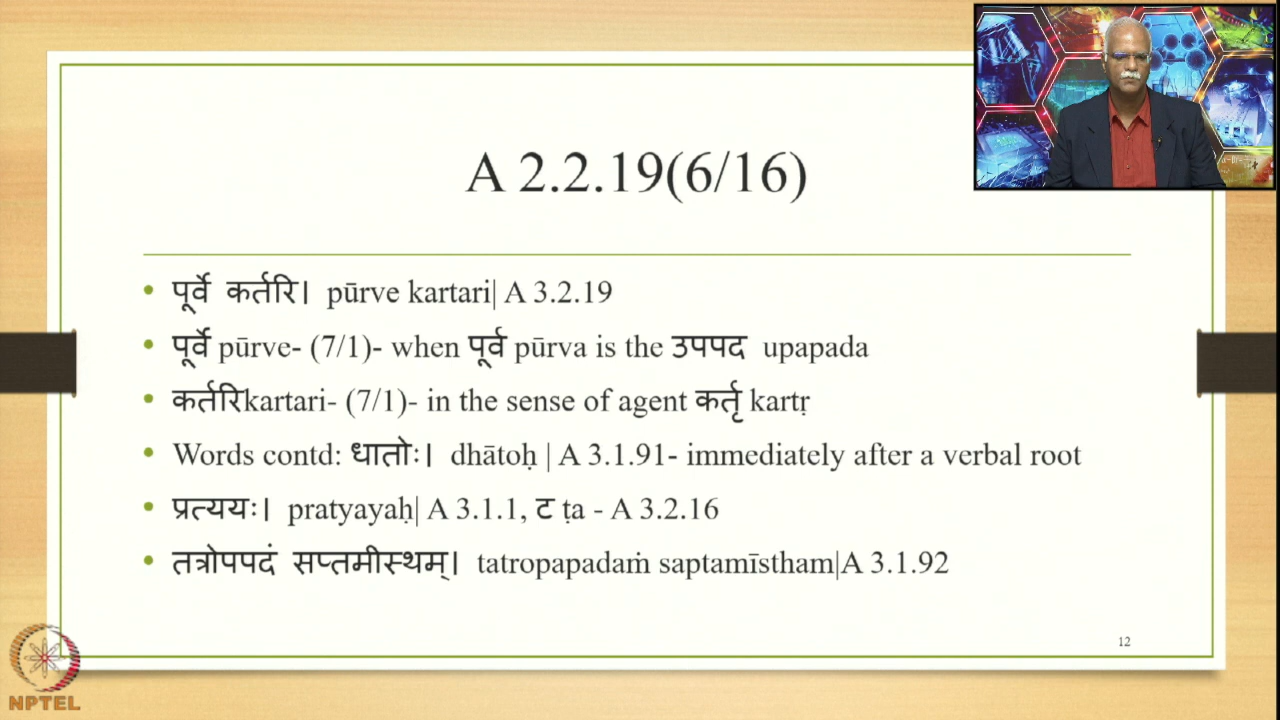 A 2.2.19(6/16)
पूर्वे कर्तरि। pūrve kartari| A 3.2.19
पूर्वे pūrve- (7/1)- when पूर्व pūrva is the उपपद upapada
कर्तरिkartari- (7/1)- in the sense of agent कर्तृ kartṛ
Words contd: धातोः। dhātoḥ | A 3.1.91- immediately after a verbal root
प्रत्ययः। pratyayaḥ| A 3.1.1, ट ṭa - A 3.2.16
तत्रोपपदं सप्तमीस्थम्। tatropapadaṁ saptamīstham|A 3.1.92
12
NPTEL